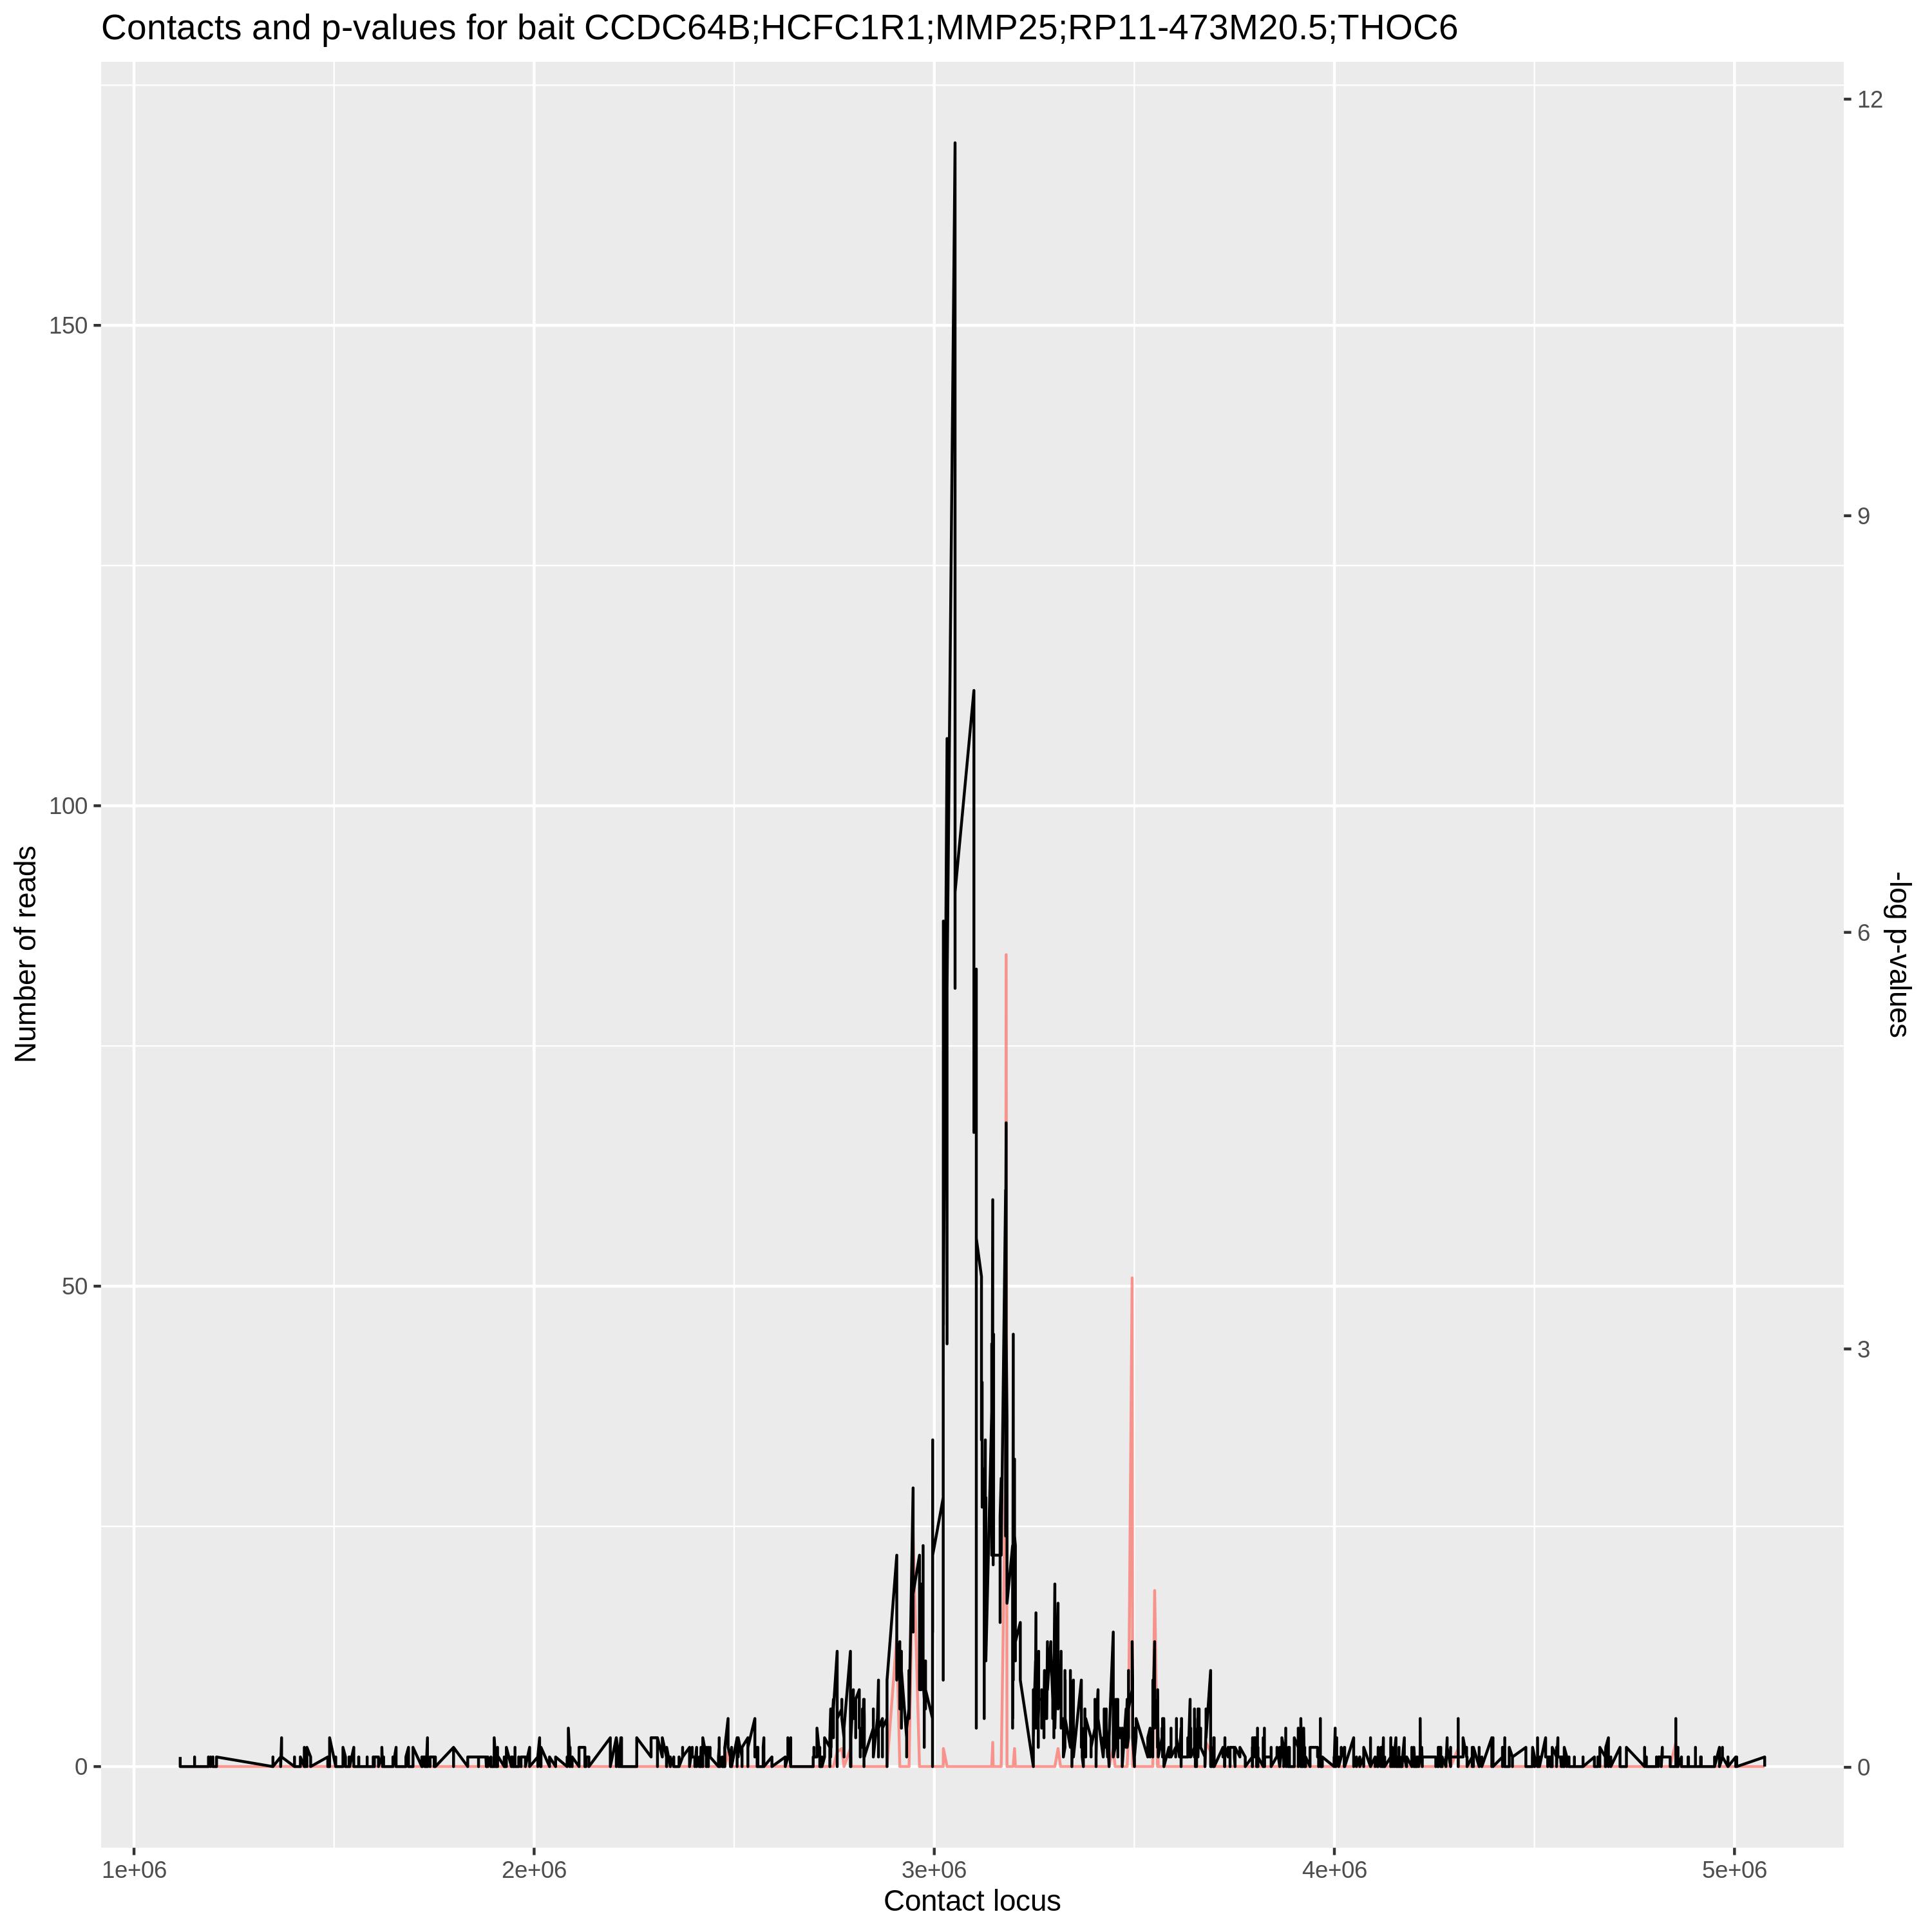 Contacts and p-values for bait CCDC64B;HCFC1R1;MMP25;RP11-473M20.5;THOC6
150
100
50
0
Number of reads
12
9
6
3
0
-log p-values
1e+06
2e+06
3e+06
4e+06
5e+06
Contact locus